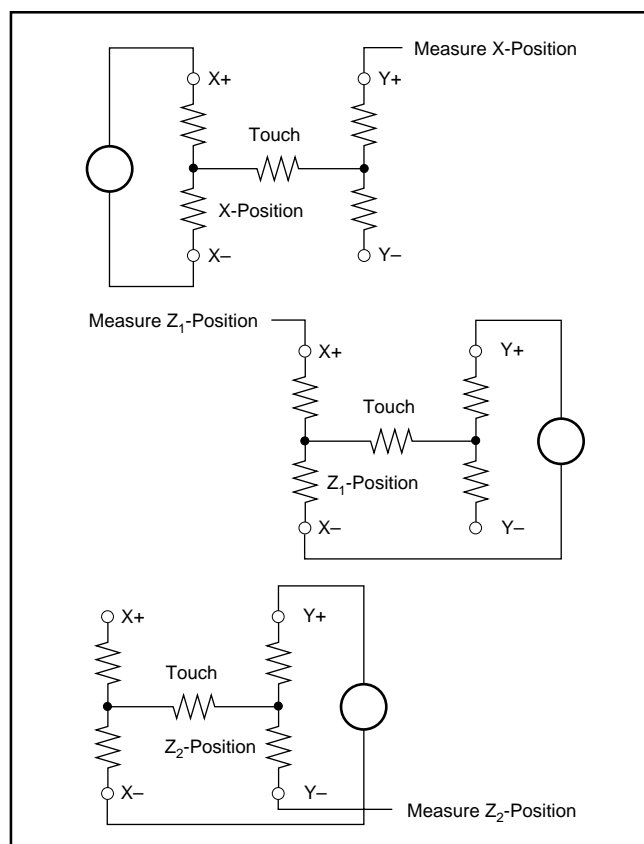 Measure X-Position
X+ Y+
Touch
X-Position
X– Y–
Measure Z₁-Position
X+ Y+
Touch
Z₁-Position
X– Y–
X+ Y+
Touch
Z₂-Position
X– Y–
Measure Z₂-Position